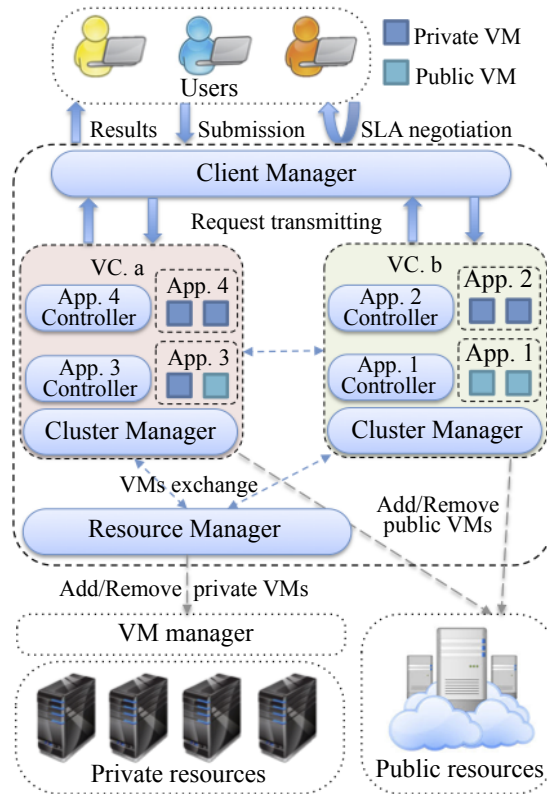 Private VM
Public VM
Users
Results
Submission
SLA negotiation
Client Manager
Request transmitting
VC. a
App. 4
Controller
App. 4
App. 3
Controller
App. 3
Cluster Manager
VC. b
App. 2
Controller
App. 2
App. 1
Controller
App. 1
Cluster Manager
VMs exchange
Add/Remove
public VMs
Resource Manager
Add/Remove private VMs
VM manager
Private resources
Public resources